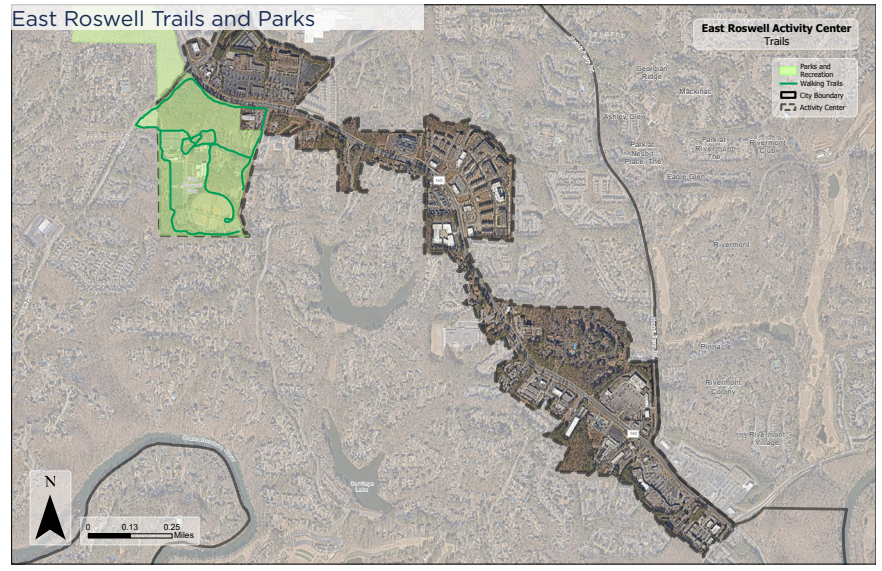 East Roswell Trails and Parks
East Roswell Activity Center
Trails
Parks and
Recreation
Walking Trails
City Boundary
Activity Center
Georgian
Ridge
Mackinac
Ashley Glen
Park at
Nesbit
Place, The
Park at
Rivermont
The
Rivermont
Club
Eagle Glen
140
Rivermont
Pinnacle
Rivermont
Colony
140
Rivermont
Village
N
0 0.13 0.25
Miles